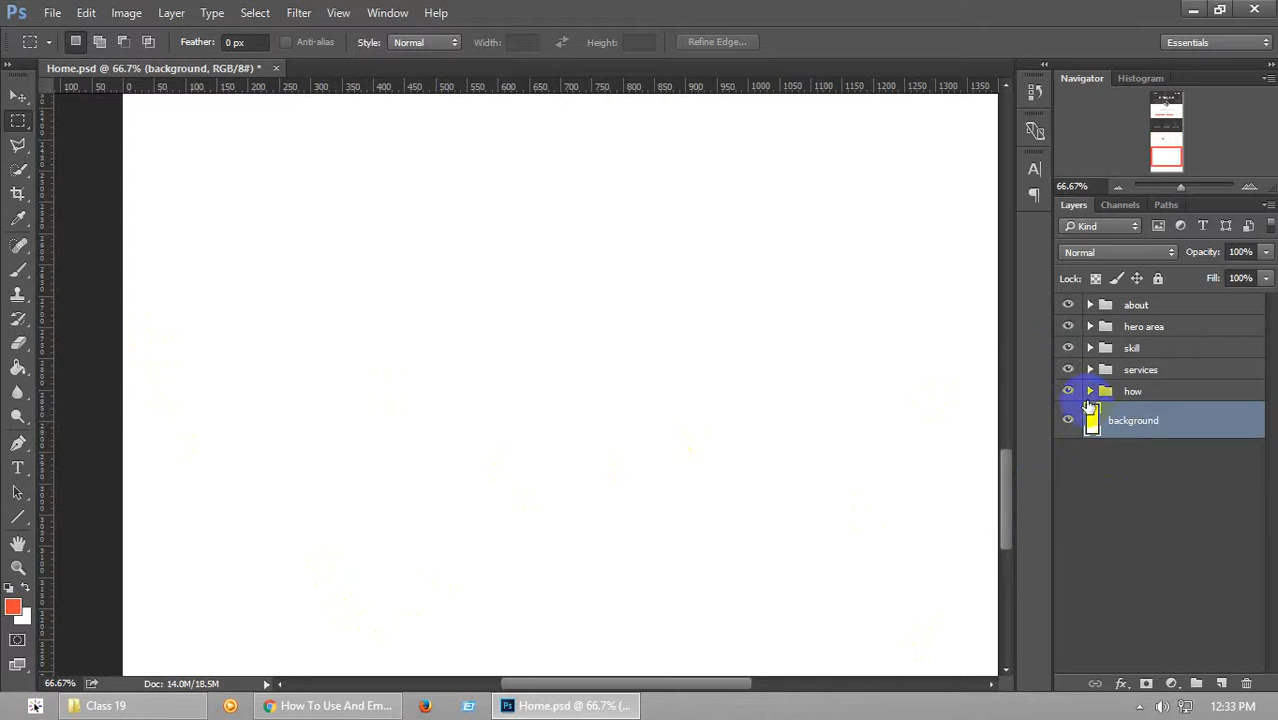 Ps File Edit Image Layer Type Select Filter View Window Help
Feather: 0 px Anti-alias Style: Normal Width: Height: Refine Edge... Essentials
Home.psd @ 66.7% (background, RGB/8#) * ×
100 50 0 50 100 150 200 250 300 350 400 450 500 550 600 650 700 750 800 850 900 950 1000 1050 1100 1150 1200 1250 1300 1350
Navigator Histogram
66.67%
Layers Channels Paths
Kind
Normal Opacity: 100%
Lock: Fill: 100%
about
hero area
skill
services
how
background
66.67% Doc: 14.0M/18.5M
Class 19 How To Use And Em... Ps Home.psd @ 66.7% (... 12:33 PM